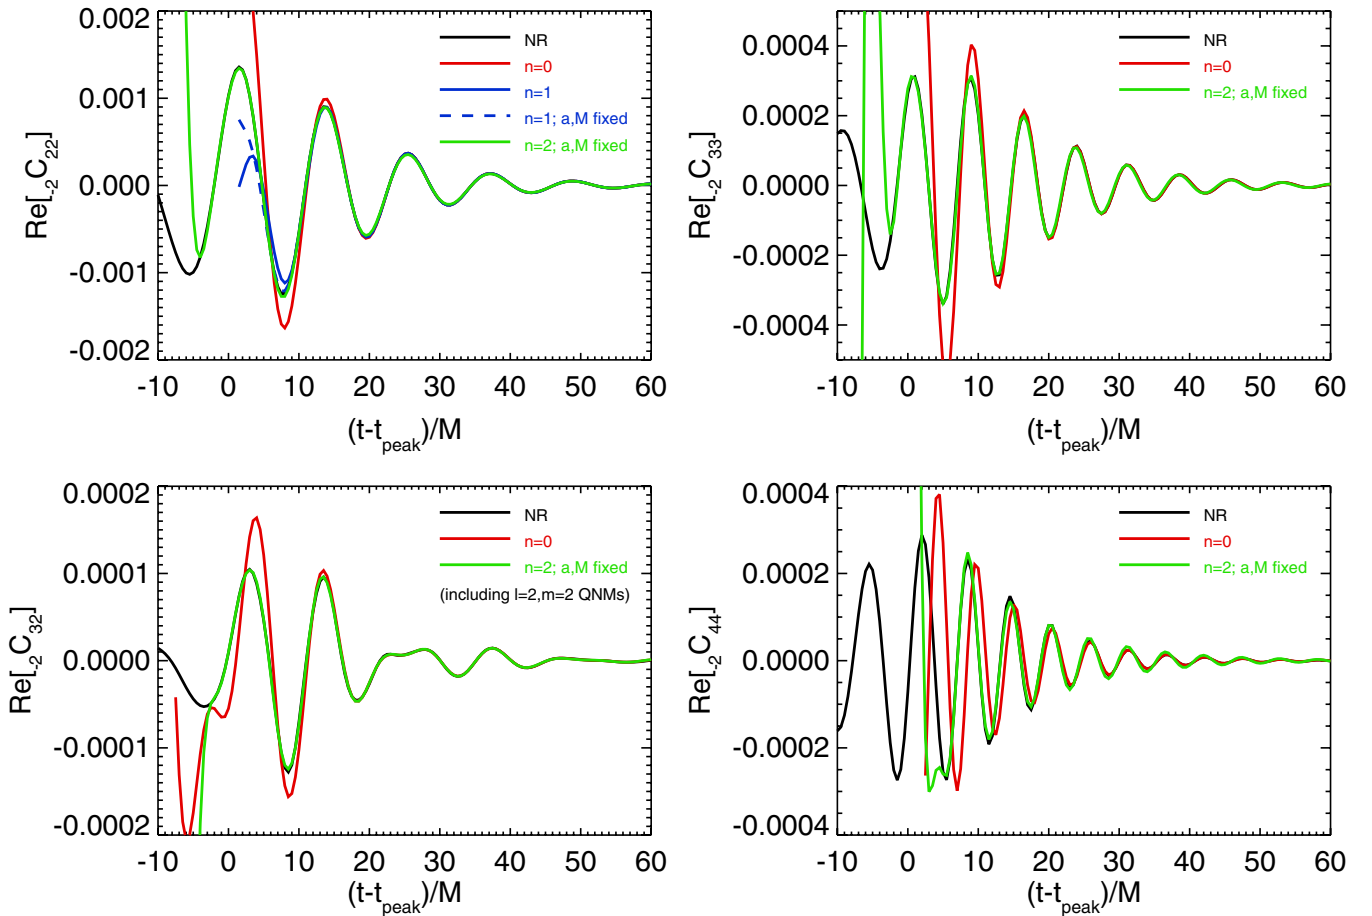 0.002
0.001
0.000
-0.001
-0.002
Re[₋₂C₂₂]
NR
n=0
n=1
n=1; a,M fixed
n=2; a,M fixed
-10 0 10 20 30 40 50 60
(t-t_peak)/M
0.0004
0.0002
0.0000
-0.0002
-0.0004
Re[₋₂C₃₃]
NR
n=0
n=2; a,M fixed
-10 0 10 20 30 40 50 60
(t-t_peak)/M
0.0002
0.0001
0.0000
-0.0001
-0.0002
Re[₋₂C₃₂]
NR
n=0
n=2; a,M fixed
(including l=2,m=2 QNMs)
-10 0 10 20 30 40 50 60
(t-t_peak)/M
0.0004
0.0002
0.0000
-0.0002
-0.0004
Re[₋₂C₄₄]
NR
n=0
n=2; a,M fixed
-10 0 10 20 30 40 50 60
(t-t_peak)/M